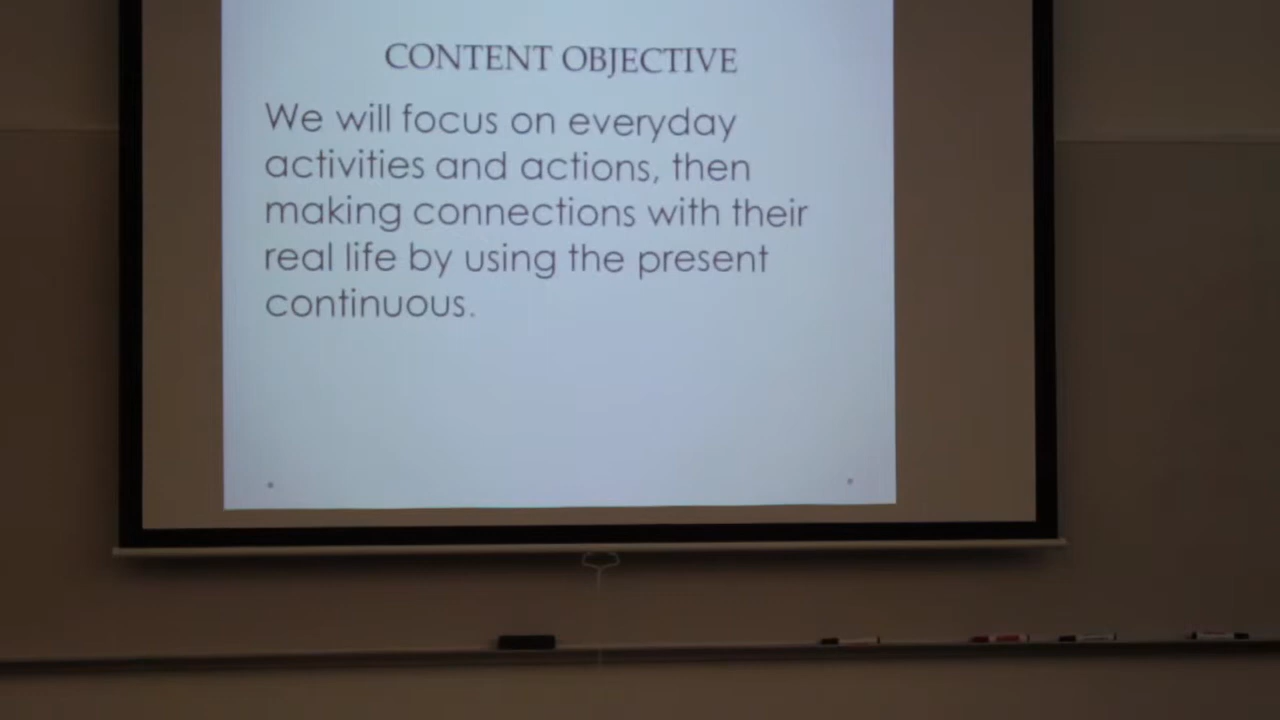 CONTENT OBJECTIVE
We will focus on everyday
activities and actions, then
making connections with their
real life by using the present
continuous.